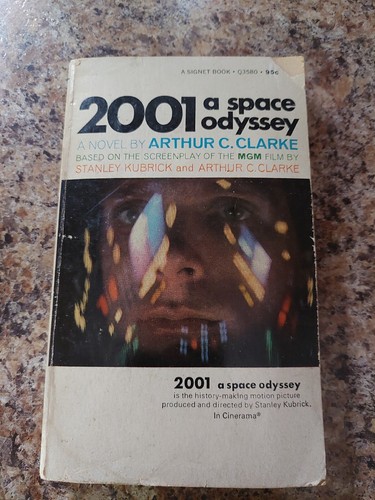 A SIGNET BOOK • Q3580 • 95c
2001 a space
odyssey
A NOVEL BY ARTHUR C. CLARKE
BASED ON THE SCREENPLAY OF THE MGM FILM BY
STANLEY KUBRICK and ARTHUR C. CLARKE
2001 a space odyssey
is the history-making motion picture
produced and directed by Stanley Kubrick.
In Cinerama®